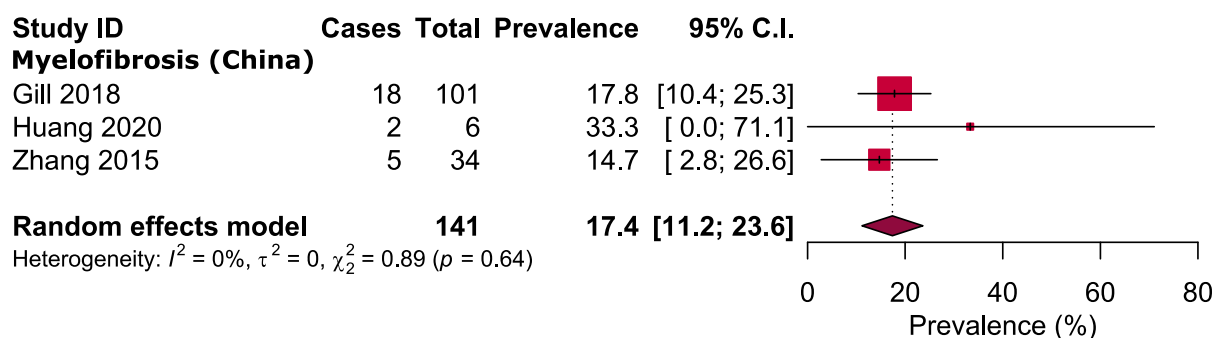 Study ID Cases Total Prevalence 95% C.I.
Myelofibrosis (China)
Gill 2018 18 101 17.8 [10.4; 25.3]
Huang 2020 2 6 33.3 [ 0.0; 71.1]
Zhang 2015 5 34 14.7 [ 2.8; 26.6]
Random effects model 141 17.4 [11.2; 23.6]
Heterogeneity: I² = 0%, τ² = 0, χ²₂ = 0.89 (p = 0.64)
0 20 40 60 80
Prevalence (%)